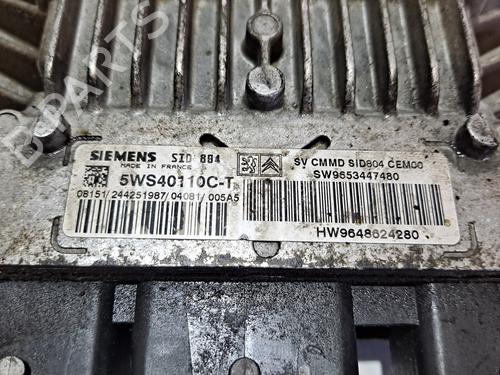 SIEMENS SID 804
MADE IN FRANCE
5WS40110C-T
08151/244251987/04081/005A5
SV CMMD SID804 CEM00
SW9653447480
HW9648624280
B-PARTS